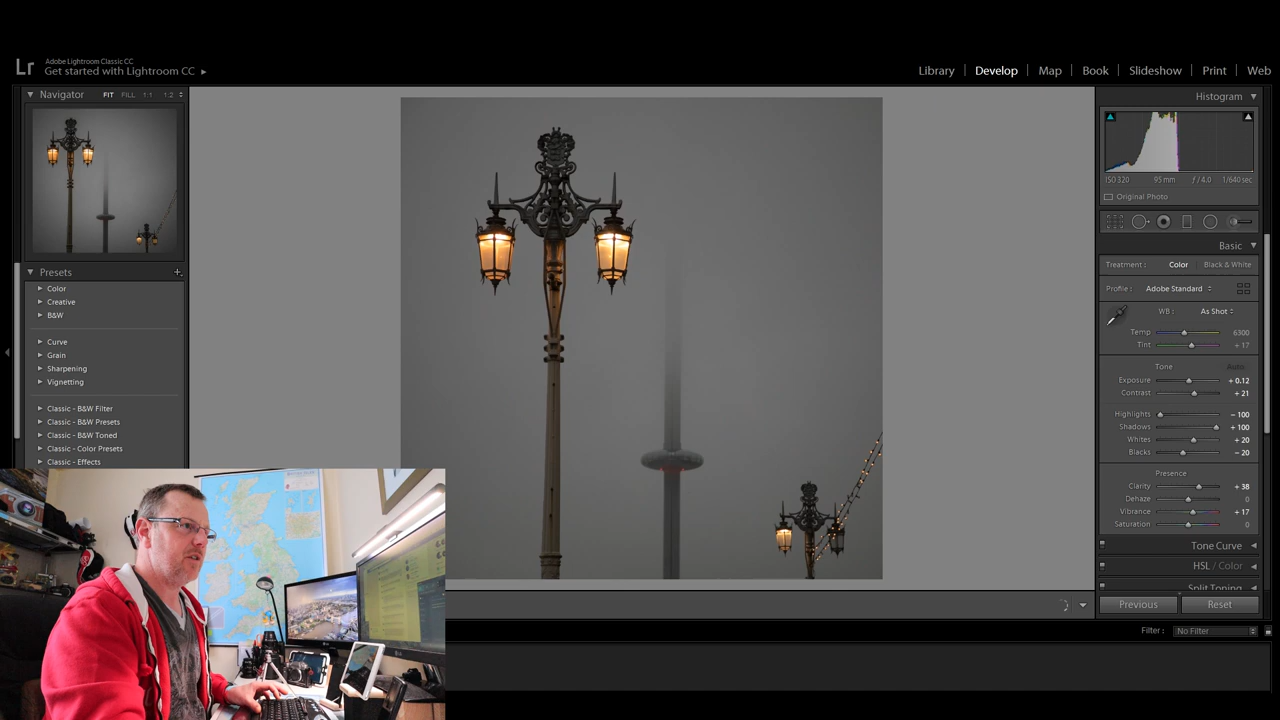 Lr
Adobe Lightroom Classic CC
Get started with Lightroom CC
Library | Develop | Map | Book | Slideshow | Print | Web
Navigator FIT FILL 1:1 1:2
Histogram
ISO 320 95 mm ƒ / 4.0 1/640 sec
Original Photo
Basic
Treatment : Color Black & White
Profile : Adobe Standard
WB : As Shot
Temp 6300
Tint + 17
Tone Auto
Exposure + 0.12
Contrast + 21
Highlights − 100
Shadows + 100
Whites + 20
Blacks − 20
Presence
Clarity + 38
Dehaze 0
Vibrance + 17
Saturation 0
Tone Curve
HSL / Color
Split Toning
Previous Reset
Filter : No Filter
Presets
Color
Creative
B&W
Curve
Grain
Sharpening
Vignetting
Classic - B&W Filter
Classic - B&W Presets
Classic - B&W Toned
Classic - Color Presets
Classic - Effects